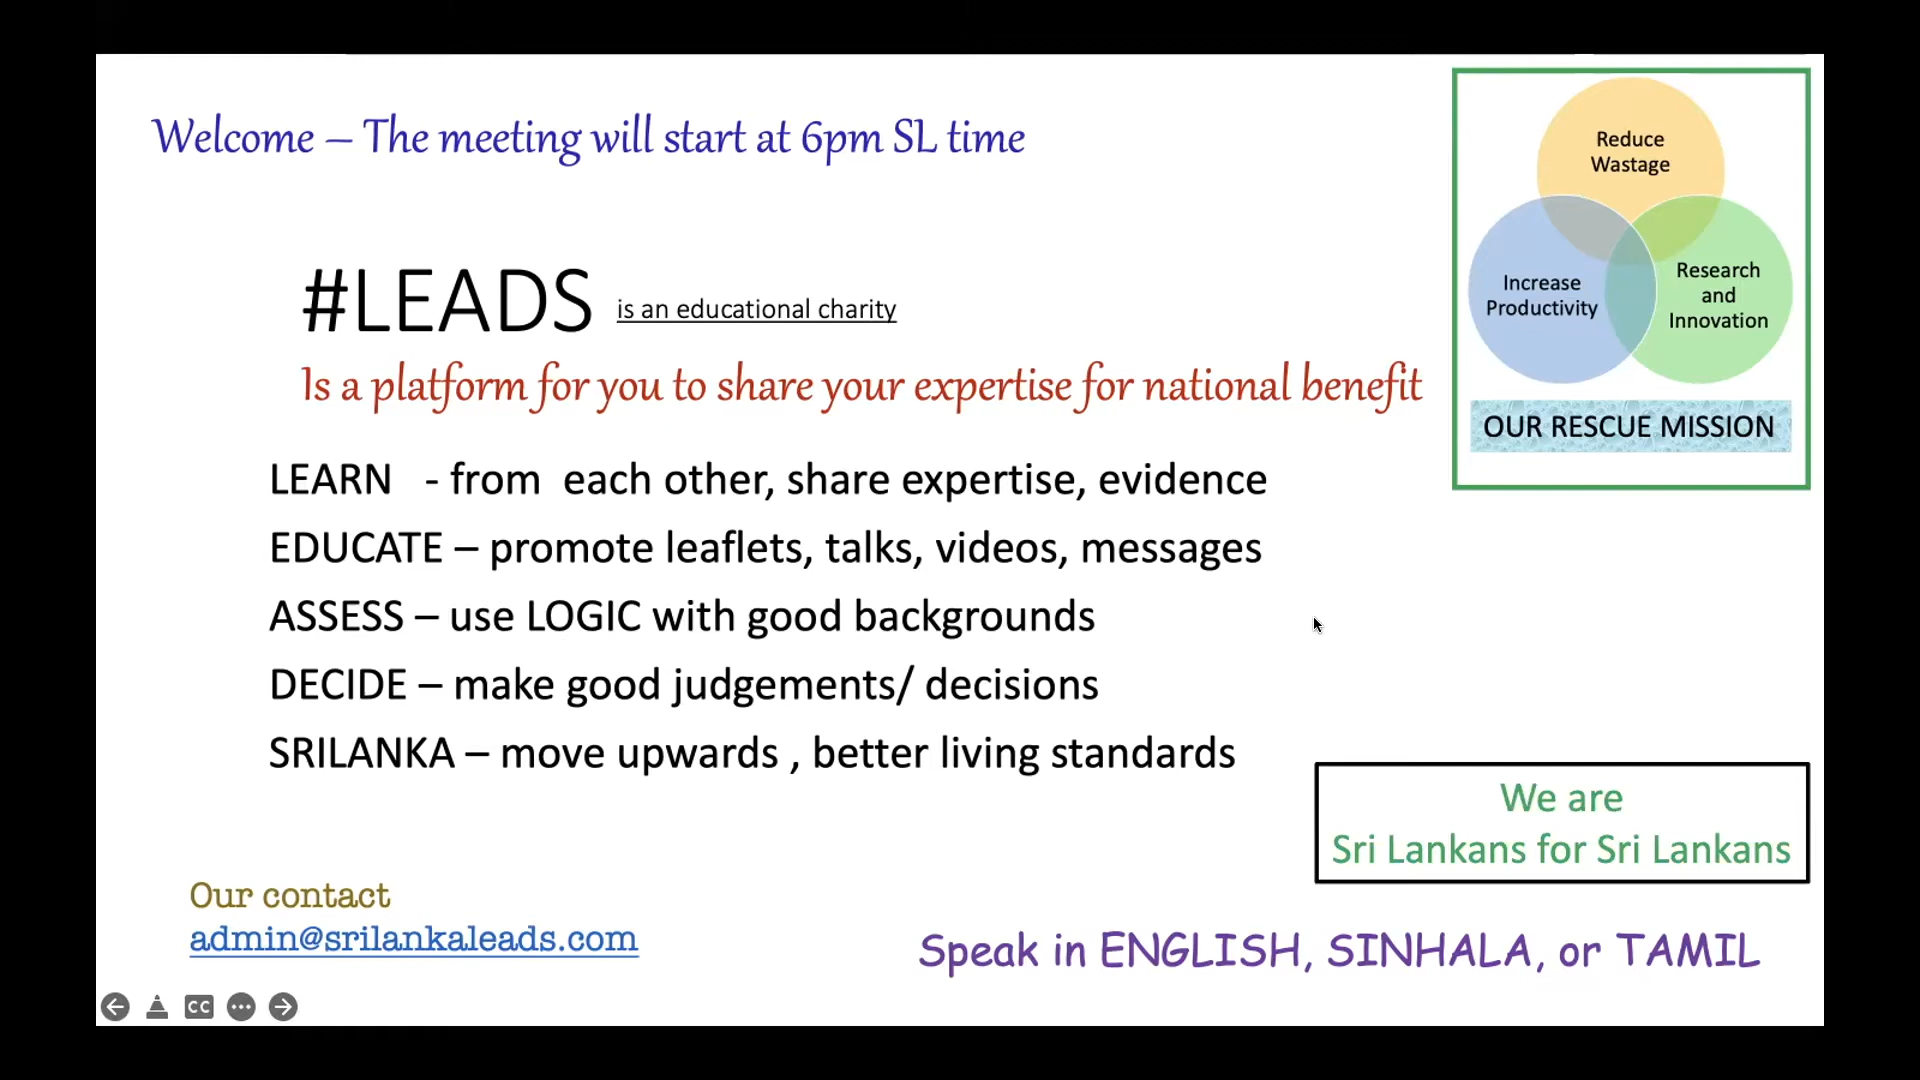 Welcome – The meeting will start at 6pm SL time
#LEADS is an educational charity
Is a platform for you to share your expertise for national benefit
LEARN - from each other, share expertise, evidence
EDUCATE – promote leaflets, talks, videos, messages
ASSESS – use LOGIC with good backgrounds
DECIDE – make good judgements/ decisions
SRILANKA – move upwards , better living standards
Reduce
Wastage
Increase
Productivity
Research
and
Innovation
OUR RESCUE MISSION
We are
Sri Lankans for Sri Lankans
Our contact
admin@srilankaleads.com
Speak in ENGLISH, SINHALA, or TAMIL
CC